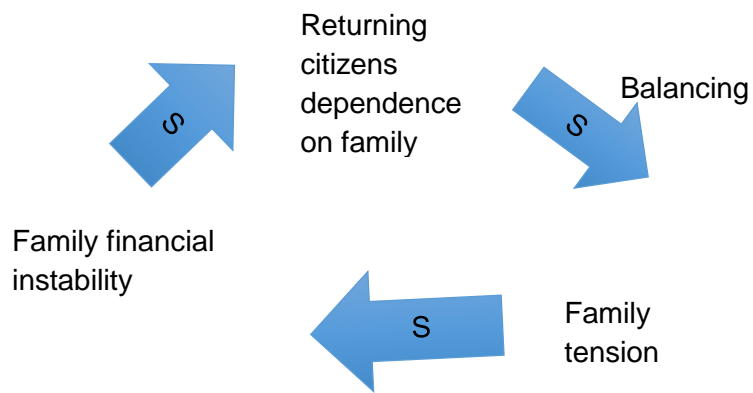 Returning
citizens
dependence
on family
S
Balancing
S
Family financial
instability
S
Family
tension